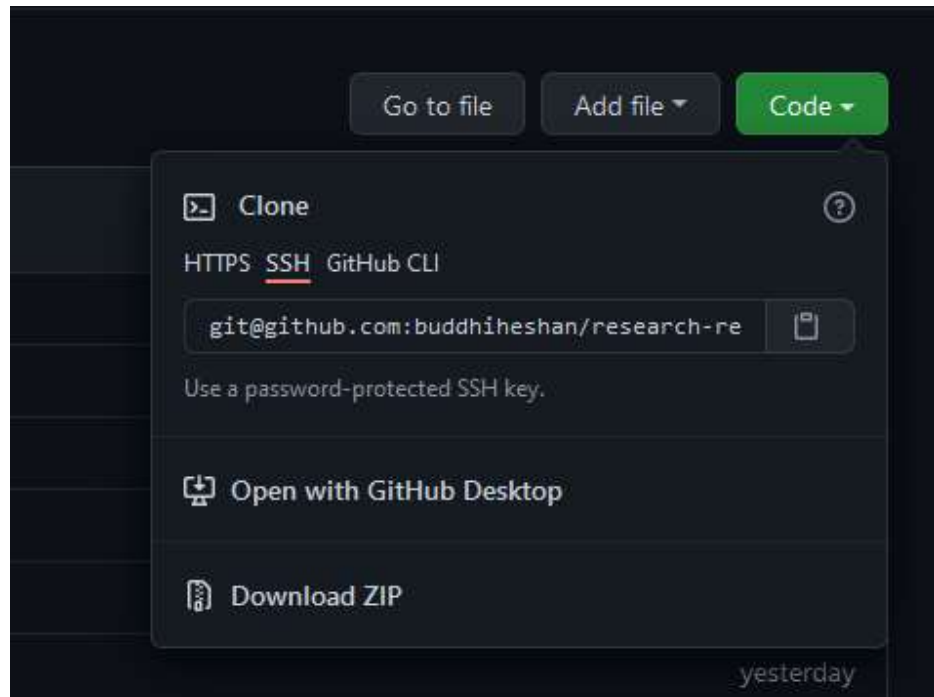 Go to file Add file Code
Clone
HTTPS SSH GitHub CLI
git@github.com:buddhiheshan/research-re
Use a password-protected SSH key.
Open with GitHub Desktop
Download ZIP
yesterday